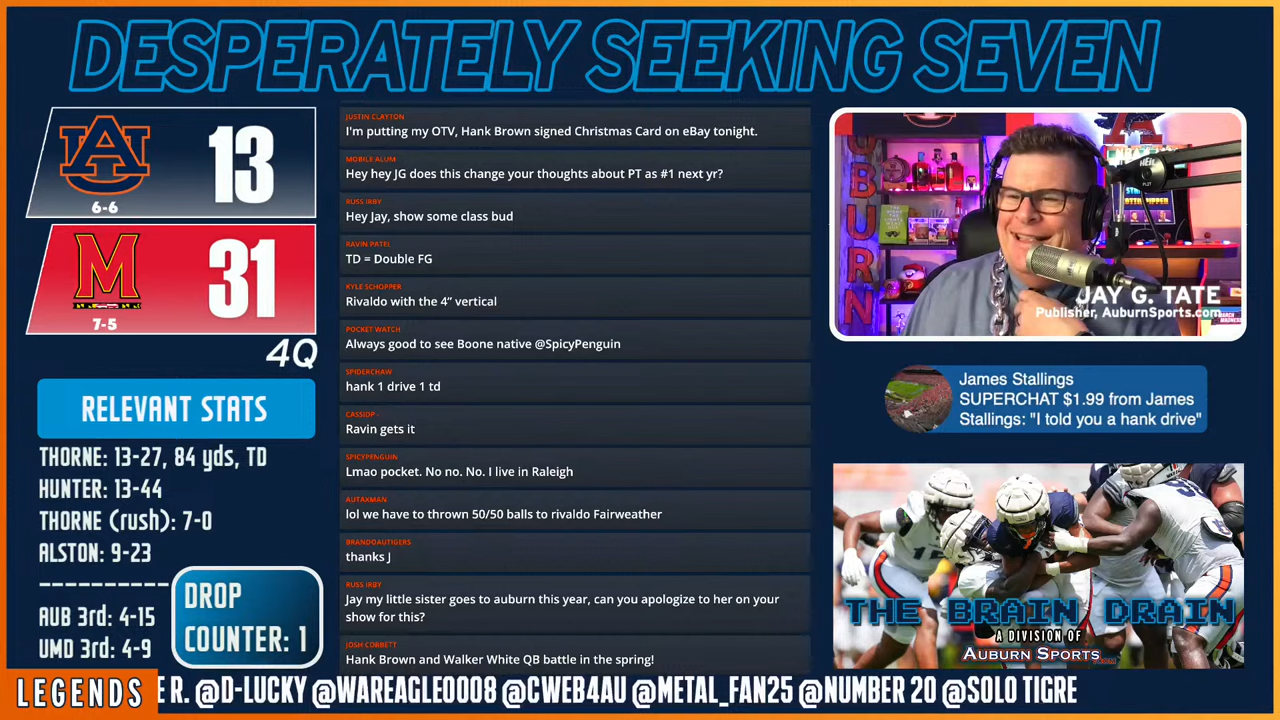 DESPERATELY SEEKING SEVEN
13
6-6
31
7-5
4Q
RELEVANT STATS
THORNE: 13-27, 84 yds, TD
HUNTER: 13-44
THORNE (rush): 7-0
ALSTON: 9-23
AUB 3rd: 4-15
UMD 3rd: 4-9
DROP
COUNTER: 1
JUSTIN CLAYTON
I'm putting my OTV, Hank Brown signed Christmas Card on eBay tonight.
MOBILE ALUM
Hey hey JG does this change your thoughts about PT as #1 next yr?
RUSS IRBY
Hey Jay, show some class bud
RAVIN PATEL
TD = Double FG
KYLE SCHOPPER
Rivaldo with the 4” vertical
POCKET WATCH
Always good to see Boone native @SpicyPenguin
SPIDERCHAW
hank 1 drive 1 td
CASSIOP -
Ravin gets it
SPICYPENGUIN
Lmao pocket. No no. No. I live in Raleigh
AUTAXMAN
lol we have to thrown 50/50 balls to rivaldo Fairweather
BRANDOAUTIGERS
thanks J
RUSS IRBY
Jay my little sister goes to auburn this year, can you apologize to her on your
show for this?
JOSH CORBETT
Hank Brown and Walker White QB battle in the spring!
BURN
JAY G. TATE
Publisher, AuburnSports.com
James Stallings
SUPERCHAT $1.99 from James
Stallings: "I told you a hank drive"
THE BRAIN DRAIN
A DIVISION OF
AUBURN SPORTS
LEGENDS
E R. @D-LUCKY @WAREAGLE0008 @CWEB4AU @METAL_FAN25 @NUMBER 20 @SOLO TIGRE